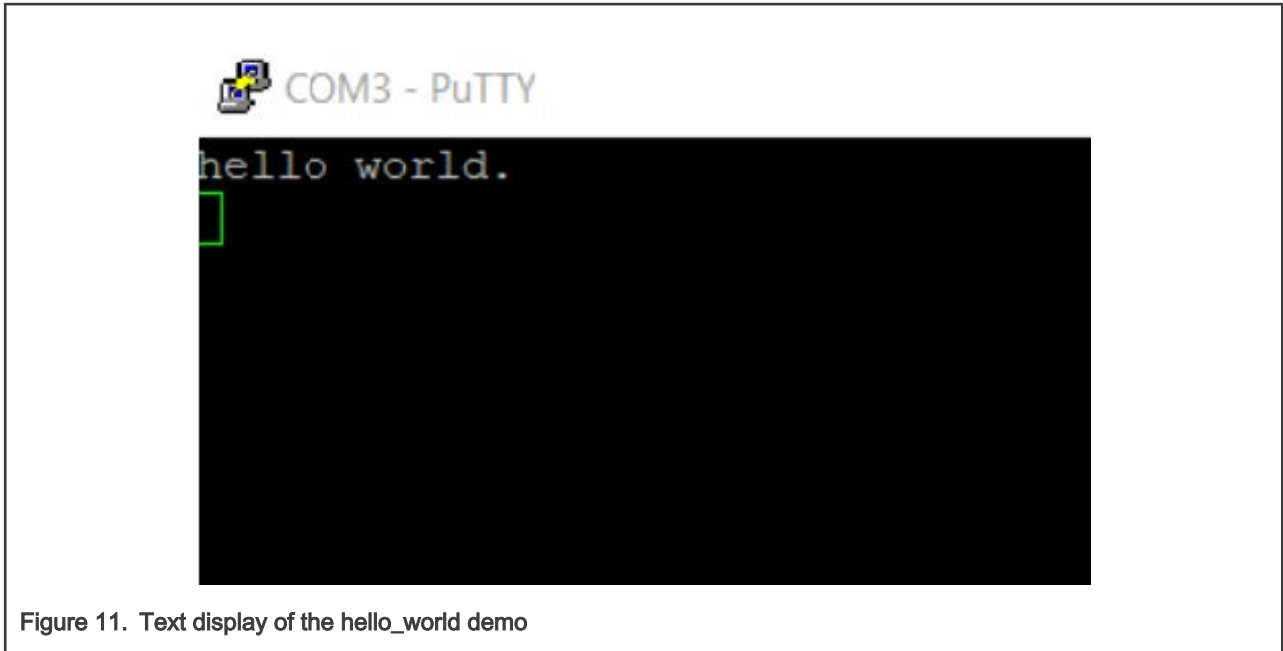 COM3 - PuTTY
hello world.
Figure 11. Text display of the hello_world demo